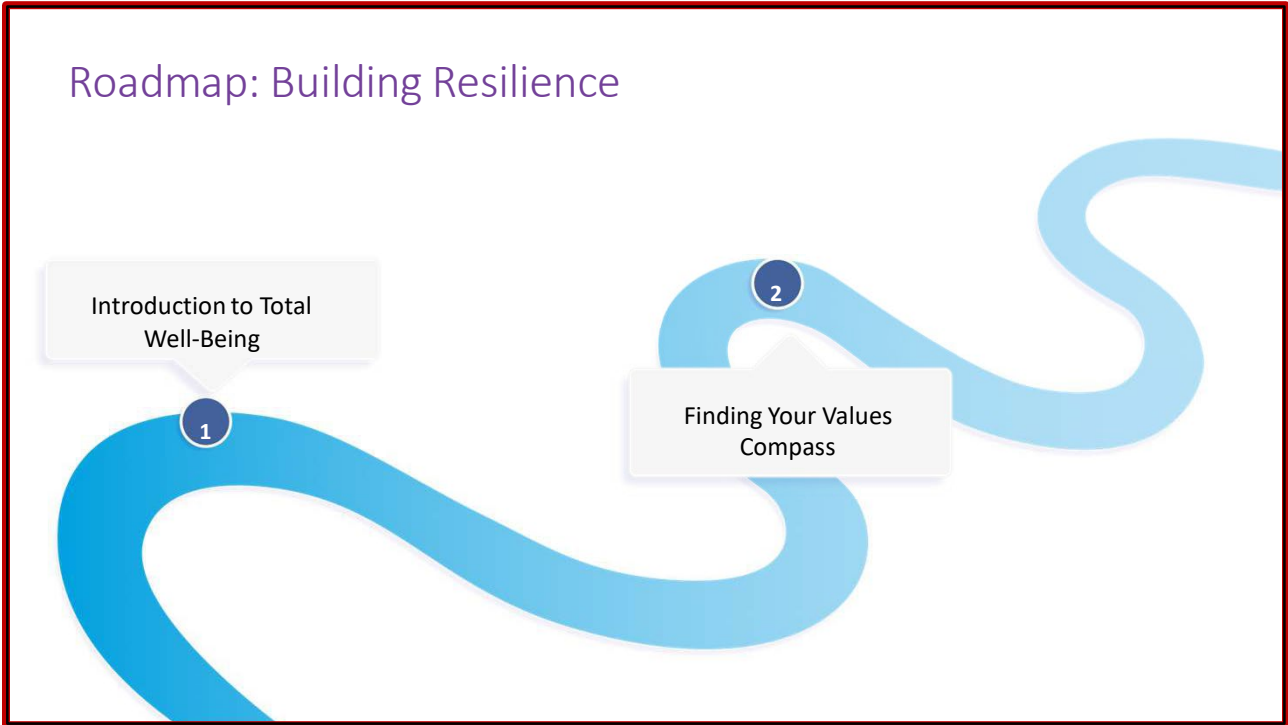 Roadmap: Building Resilience
Introduction to Total
Well-Being
1
2
Finding Your Values
Compass